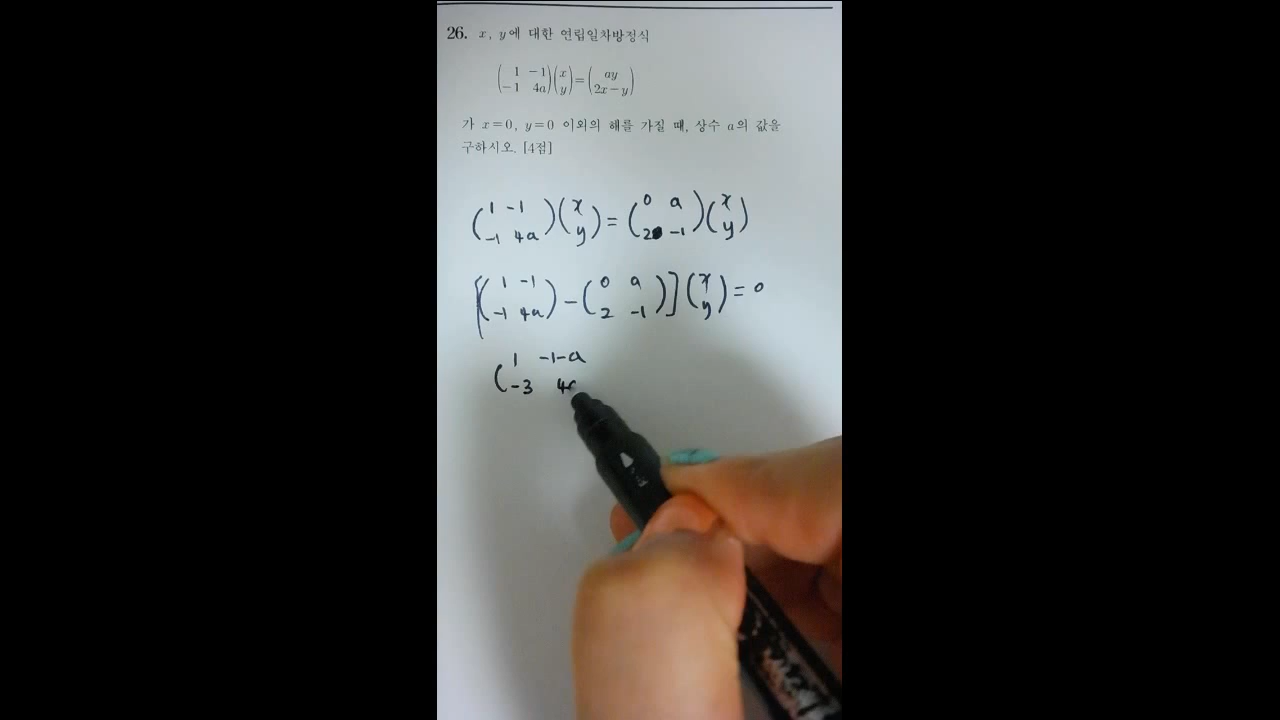 26. x, y에 대한 연립일차방정식
( 1 -1 ) ( x ) = ( ay )
( -1 4a ) ( y ) ( 2x-y )
가 x=0, y=0 이외의 해를 가질 때, 상수 a의 값을
구하시오. [4점]
( 1 -1 ) ( x ) = ( 0 a ) ( x )
( -1 4a ) ( y ) ( 2 -1 ) ( y )
[ ( 1 -1 ) - ( 0 a ) ] ( x ) = 0
( -1 4a ) ( 2 -1 ) ( y )
( 1 -1-a
-3 4